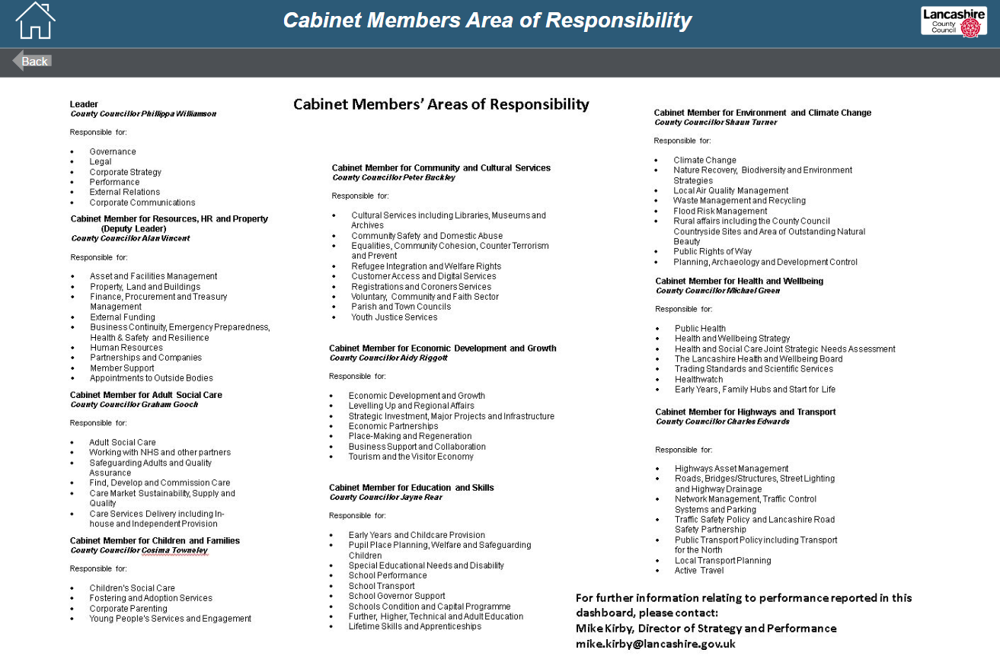 Cabinet Members Area of Responsibility
Lancashire
County
Council
Back
Cabinet Members' Areas of Responsibility
Leader
County Councillor Phillippa Williamson
Responsible for:
• Governance
• Legal
• Corporate Strategy
• Performance
• External Relations
• Corporate Communications
Cabinet Member for Resources, HR and Property
(Deputy Leader)
County Councillor Alan Vincent
Responsible for:
• Asset and Facilities Management
• Property, Land and Buildings
• Finance, Procurement and Treasury
Management
• External Funding
• Business Continuity, Emergency Preparedness,
Health & Safety and Resilience
• Human Resources
• Partnerships and Companies
• Member Support
• Appointments to Outside Bodies
Cabinet Member for Adult Social Care
County Councillor Graham Gooch
Responsible for:
• Adult Social Care
• Working with NHS and other partners
• Safeguarding Adults and Quality
Assurance
• Find, Develop and Commission Care
• Care Market Sustainability, Supply and
Quality
• Care Services Delivery including In-
house and Independent Provision
Cabinet Member for Children and Families
County Councillor Cosima Towneley
Responsible for:
• Children's Social Care
• Fostering and Adoption Services
• Corporate Parenting
• Young People's Services and Engagement
Cabinet Member for Community and Cultural Services
County Councillor Peter Buckley
Responsible for:
• Cultural Services including Libraries, Museums and
Archives
• Community Safety and Domestic Abuse
• Equalities, Community Cohesion, Counter Terrorism
and Prevent
• Refugee Integration and Welfare Rights
• Customer Access and Digital Services
• Registrations and Coroners Services
• Voluntary, Community and Faith Sector
• Parish and Town Councils
• Youth Justice Services
Cabinet Member for Economic Development and Growth
County Councillor Aidy Riggott
Responsible for:
• Economic Development and Growth
• Levelling Up and Regional Affairs
• Strategic Investment, Major Projects and Infrastructure
• Economic Partnerships
• Place-Making and Regeneration
• Business Support and Collaboration
• Tourism and the Visitor Economy
Cabinet Member for Education and Skills
County Councillor Jayne Rear
Responsible for:
• Early Years and Childcare Provision
• Pupil Place Planning, Welfare and Safeguarding
Children
• Special Educational Needs and Disability
• School Performance
• School Transport
• School Governor Support
• Schools Condition and Capital Programme
• Further, Higher, Technical and Adult Education
• Lifetime Skills and Apprenticeships
Cabinet Member for Environment and Climate Change
County Councillor Shaun Turner
Responsible for:
• Climate Change
• Nature Recovery, Biodiversity and Environment
Strategies
• Local Air Quality Management
• Waste Management and Recycling
• Flood Risk Management
• Rural affairs including the County Council
Countryside Sites and Area of Outstanding Natural
Beauty
• Public Rights of Way
• Planning, Archaeology and Development Control
Cabinet Member for Health and Wellbeing
County Councillor Michael Green
Responsible for:
• Public Health
• Health and Wellbeing Strategy
• Health and Social Care Joint Strategic Needs Assessment
• The Lancashire Health and Wellbeing Board
• Trading Standards and Scientific Services
• Healthwatch
• Early Years, Family Hubs and Start for Life
Cabinet Member for Highways and Transport
County Councillor Charles Edwards
Responsible for:
• Highways Asset Management
• Roads, Bridges/Structures, Street Lighting
and Highway Drainage
• Network Management, Traffic Control
Systems and Parking
• Traffic Safety Policy and Lancashire Road
Safety Partnership
• Public Transport Policy including Transport
for the North
• Local Transport Planning
• Active Travel
For further information relating to performance reported in this
dashboard, please contact:
Mike Kirby, Director of Strategy and Performance
mike.kirby@lancashire.gov.uk